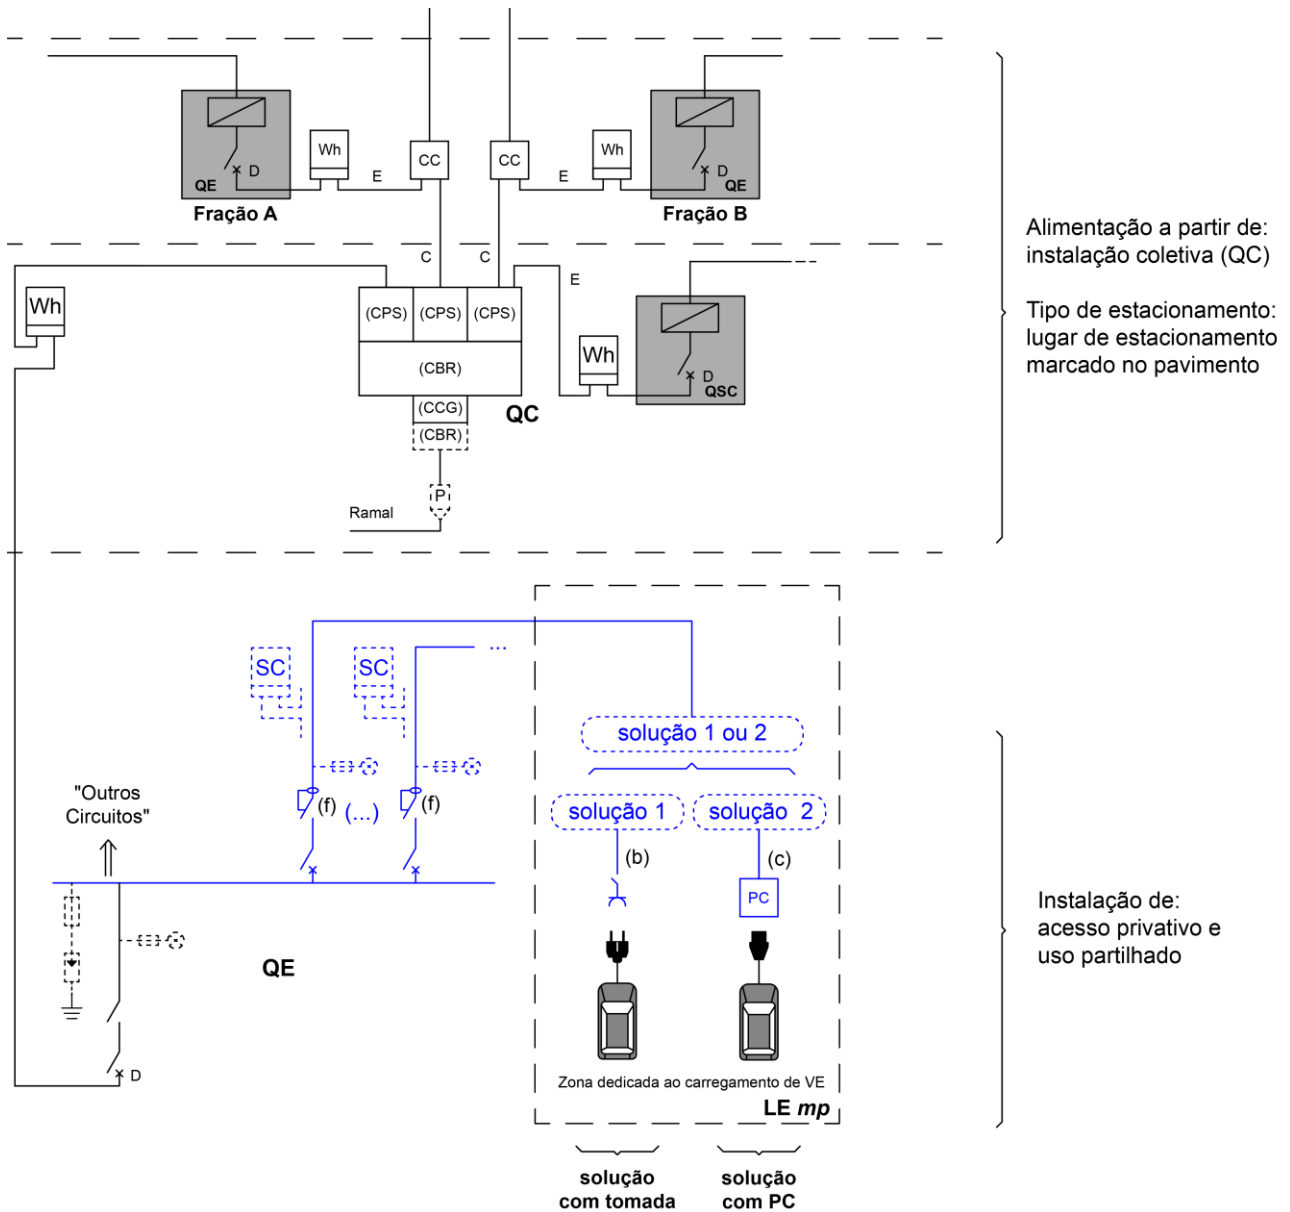 Wh
CC
CC
Wh
E
E
D
QE
D
QE
Fração A
Fração B
Alimentação a partir de:
instalação coletiva (QC)
Tipo de estacionamento:
lugar de estacionamento
marcado no pavimento
C
C
E
Wh
(CPS)
(CPS)
(CPS)
Wh
(CBR)
D
QSC
(CCG)
QC
(CBR)
P
Ramal
SC
SC
...
solução 1 ou 2
"Outros
Circuitos"
(f)
(...)
(f)
solução 1
solução 2
(b)
(c)
PC
QE
D
Zona dedicada ao carregamento de VE
LE mp
Instalação de:
acesso privativo e
uso partilhado
solução
com tomada
solução
com PC